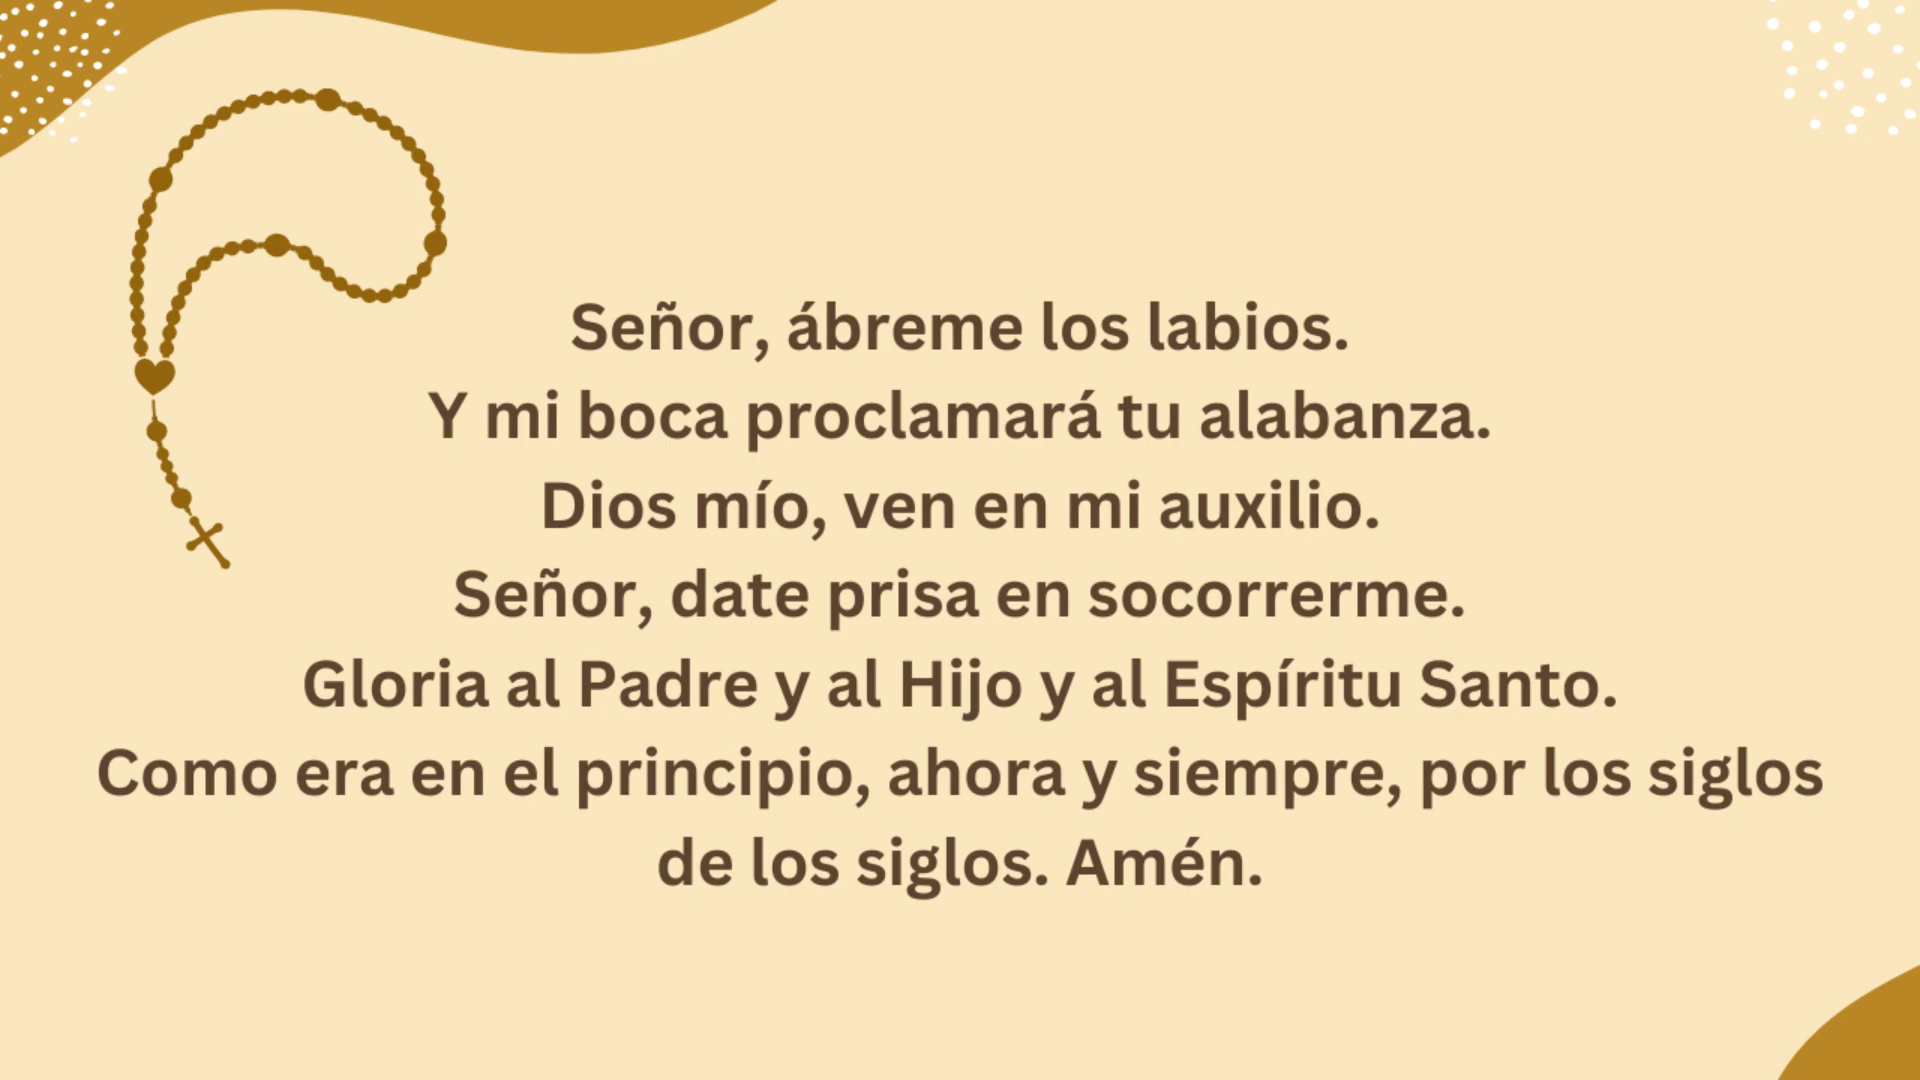 Señor, ábreme los labios.
Y mi boca proclamará tu alabanza.
Dios mío, ven en mi auxilio.
Señor, date prisa en socorrerme.
Gloria al Padre y al Hijo y al Espíritu Santo.
Como era en el principio, ahora y siempre, por los siglos
de los siglos. Amén.